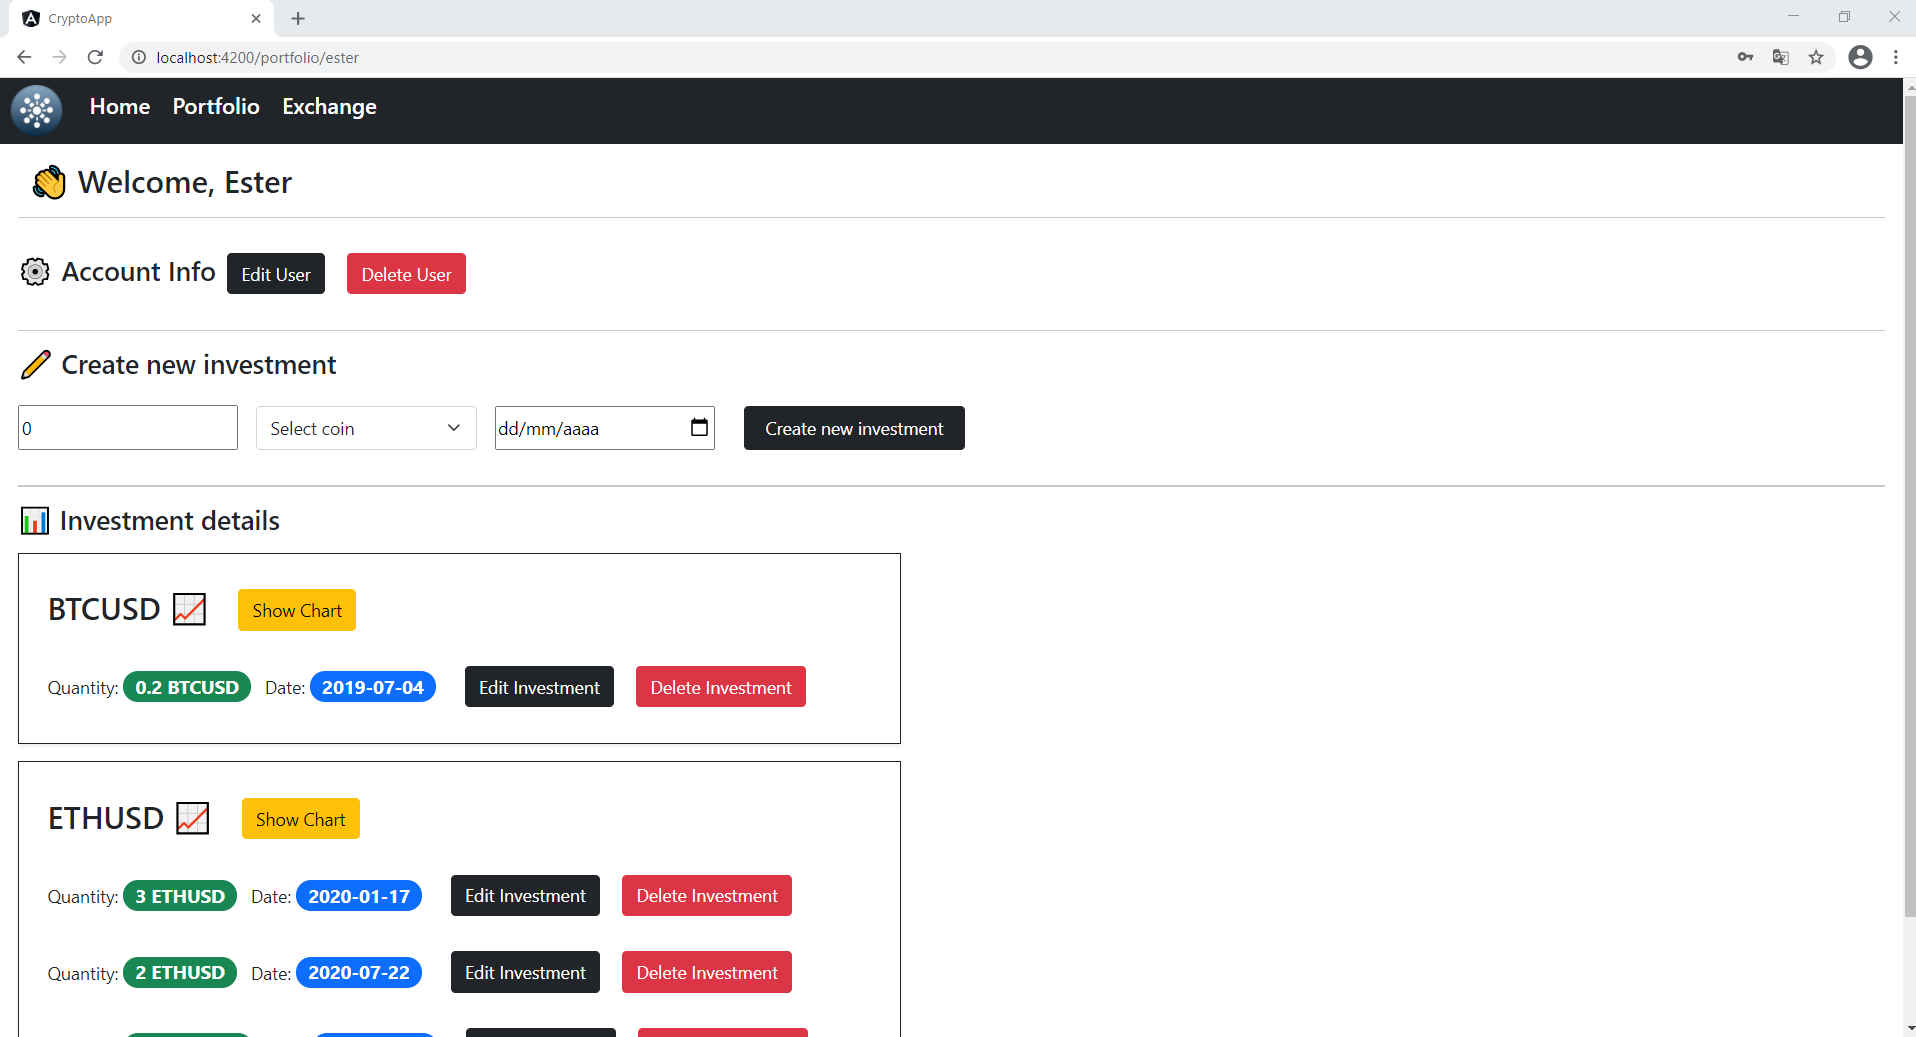 CryptoApp
localhost:4200/portfolio/ester
Home Portfolio Exchange
Welcome, Ester
Account Info Edit User Delete User
Create new investment
0 Select coin dd/mm/aaaa Create new investment
Investment details
BTCUSD Show Chart
Quantity: 0.2 BTCUSD Date: 2019-07-04 Edit Investment Delete Investment
ETHUSD Show Chart
Quantity: 3 ETHUSD Date: 2020-01-17 Edit Investment Delete Investment
Quantity: 2 ETHUSD Date: 2020-07-22 Edit Investment Delete Investment